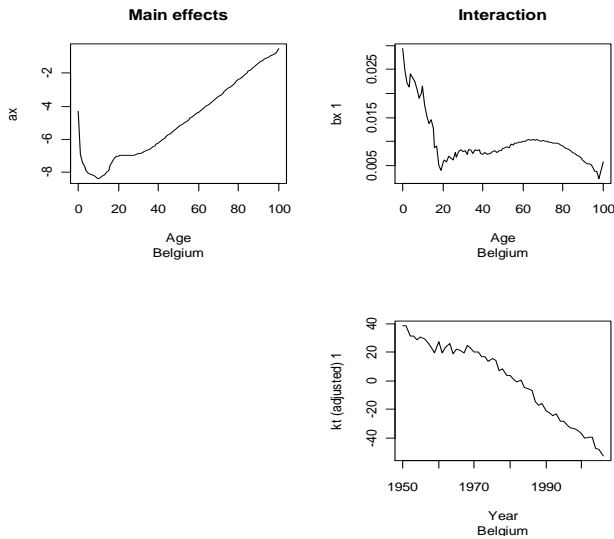 Main effects
ax
-2
-4
-6
-8
0 20 40 60 80 100
Age
Belgium
Interaction
bx 1
0.025
0.015
0.005
0 20 40 60 80 100
Age
Belgium
kt (adjusted) 1
40
20
0
-20
-40
1950 1970 1990
Year
Belgium